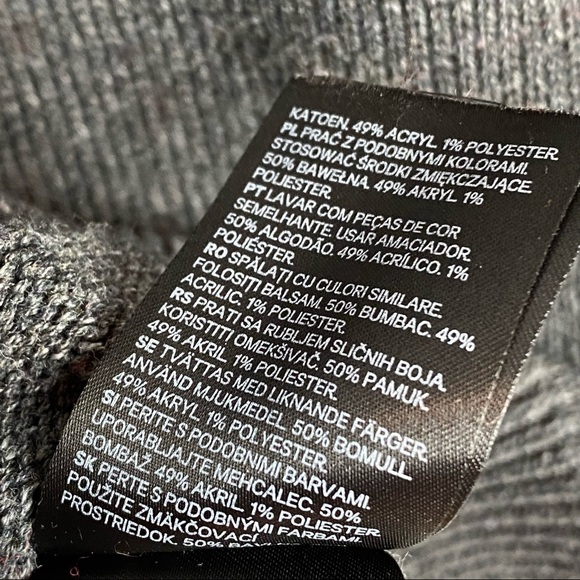 KATOEN. 49% ACRYL 1% POLYESTER
PL PRAĆ Z PODOBNYMI KOLORAMI.
STOSOWAĆ ŚRODKI ZMIĘKCZAJĄCE.
50% BAWEŁNA. 49% AKRYL 1%
POLIESTER.
PT LAVAR COM PEÇAS DE COR
SEMELHANTE. USAR AMACIADOR.
50% ALGODÃO. 49% ACRÍLICO. 1%
POLIÉSTER.
RO SPĂLAȚI CU CULORI SIMILARE.
FOLOSIȚI BALSAM. 50% BUMBAC. 49%
ACRILIC. 1% POLIESTER.
RS PRATI SA RUBLJEM SLIČNIH BOJA.
KORISTITI OMEKŠIVAČ. 50% PAMUK.
49% AKRIL 1% POLIESTER.
SE TVÄTTAS MED LIKNANDE FÄRGER.
ANVÄND MJUKMEDEL. 50% BOMULL.
49% AKRYL 1% POLYESTER.
SI PERITE S PODOBNIMI BARVAMI.
UPORABLJAJTE MEHCALEC. 50%
BOMBAŽ. 49% AKRIL. 1% POLIESTER.
SK PERTE S PODOBNÝMI FARBAMI.
POUŽITE ZMÄKČOVACÍ
PROSTRIEDOK. 50% BA